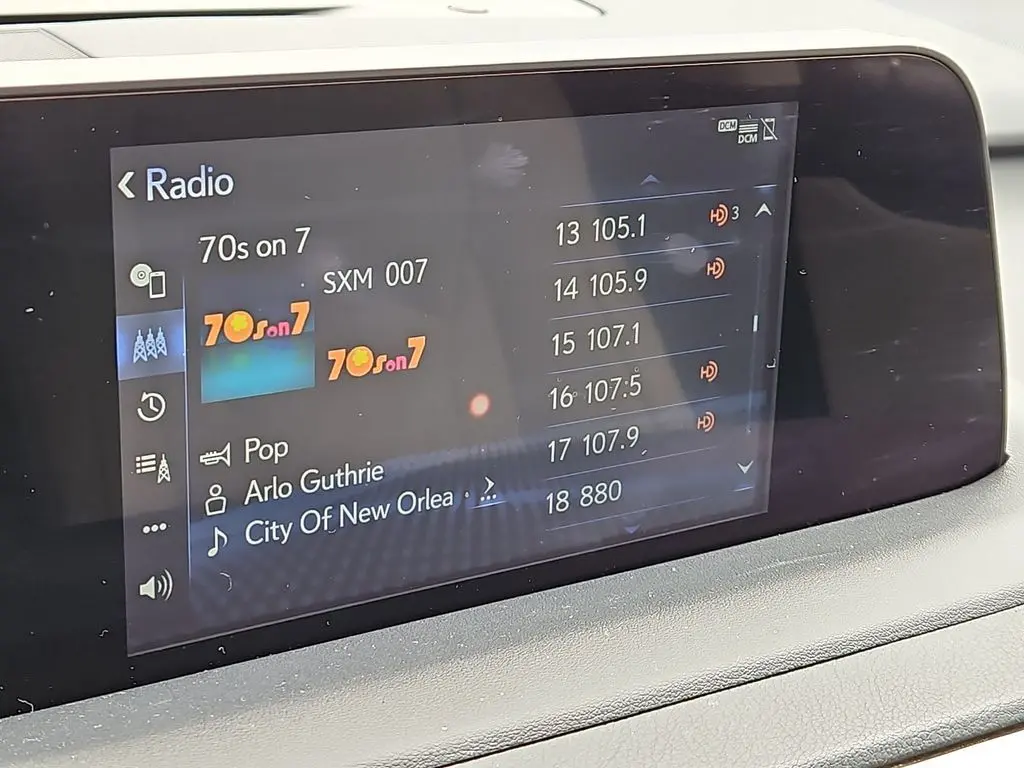 DCM
DCM
Radio
70s on 7
SXM 007
70s on 7
70s on 7
Pop
Arlo Guthrie
City Of New Orlea
13 105.1 HD 3
14 105.9 HD
15 107.1
16 107.5 HD
17 107.9 HD
18 880